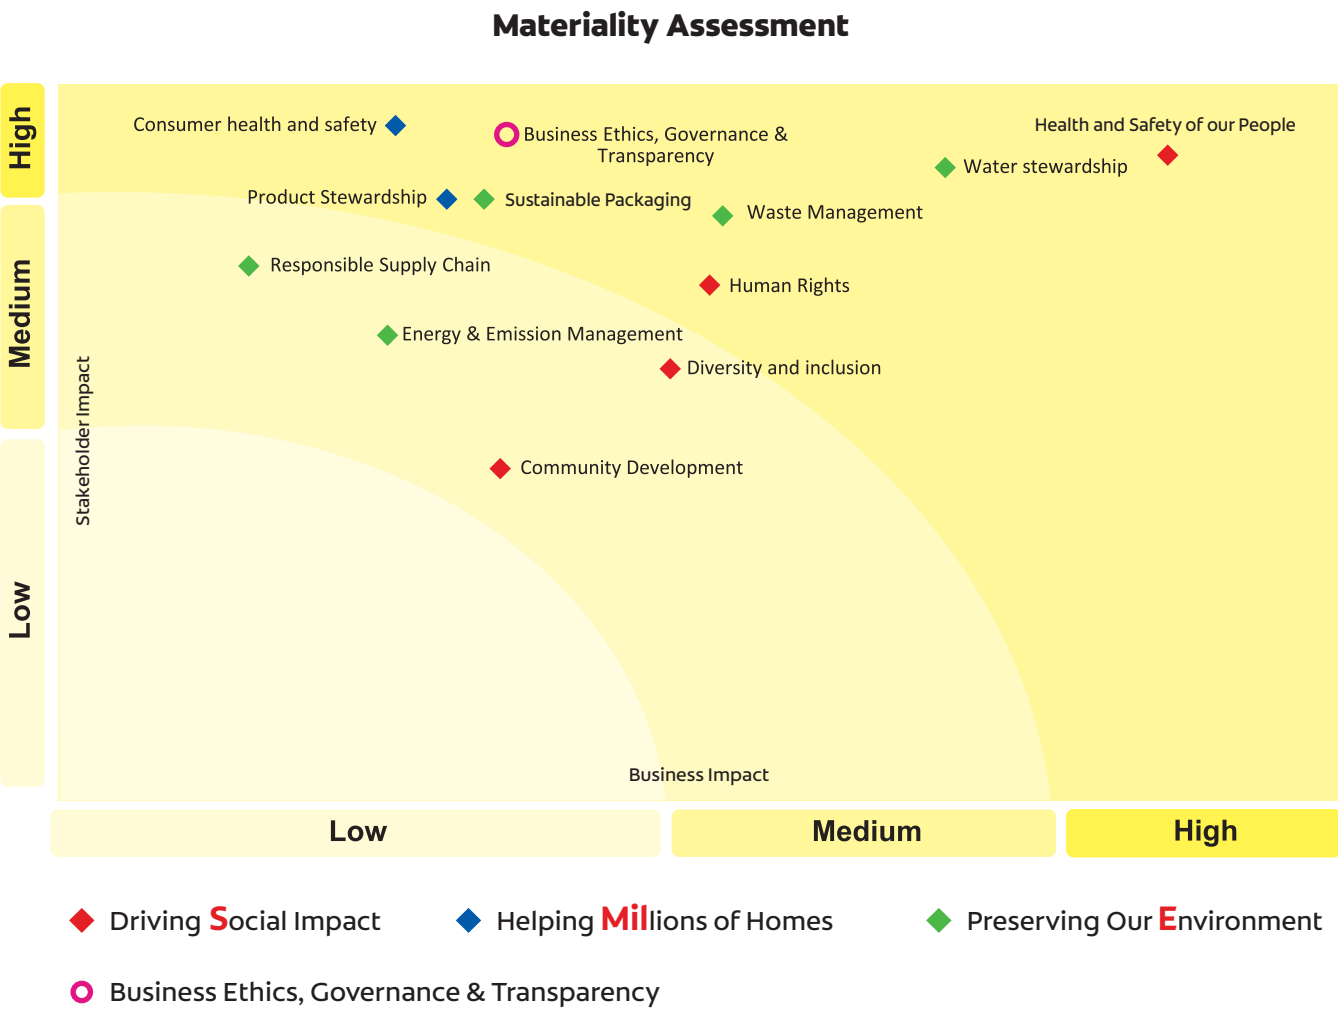 Materiality Assessment
High
Medium
Low
Stakeholder Impact
Consumer health and safety
Business Ethics, Governance &
Transparency
Health and Safety of our People
Water stewardship
Product Stewardship
Sustainable Packaging
Waste Management
Responsible Supply Chain
Human Rights
Energy & Emission Management
Diversity and inclusion
Community Development
Business Impact
Low
Medium
High
Driving Social Impact
Helping Millions of Homes
Preserving Our Environment
Business Ethics, Governance & Transparency